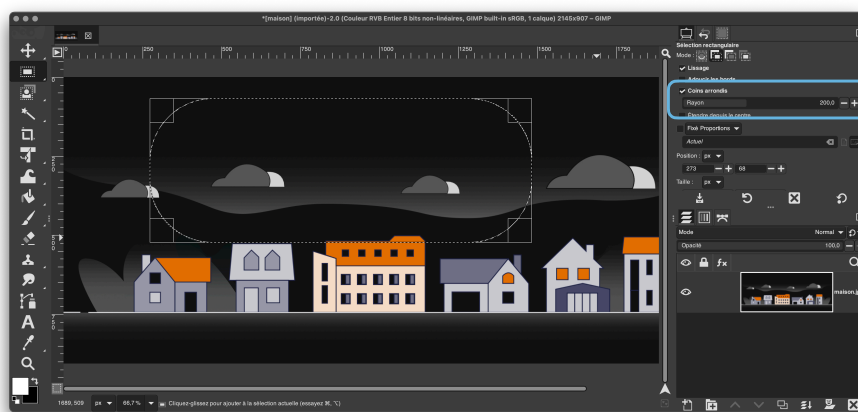 *[maison] (importée)-2.0 (Couleur RVB Entier 8 bits non-linéaires, GIMP built-in sRGB, 1 calque) 2145x907 – GIMP
0 250 500 750 1000 1250 1500 1750
Sélection rectangulaire
Mode :
Lissage
Adoucir les bords
Coins arrondis
Rayon 200,0
Étendre depuis le centre
Fixé Proportions
Actuel
Position : px
273 68
Taille : px
Mode Normal
Opacité 100,0
maison.j
1689, 509 px 66,7 % Cliquez-glissez pour ajouter à la sélection actuelle (essayez ⌘, ⌥)